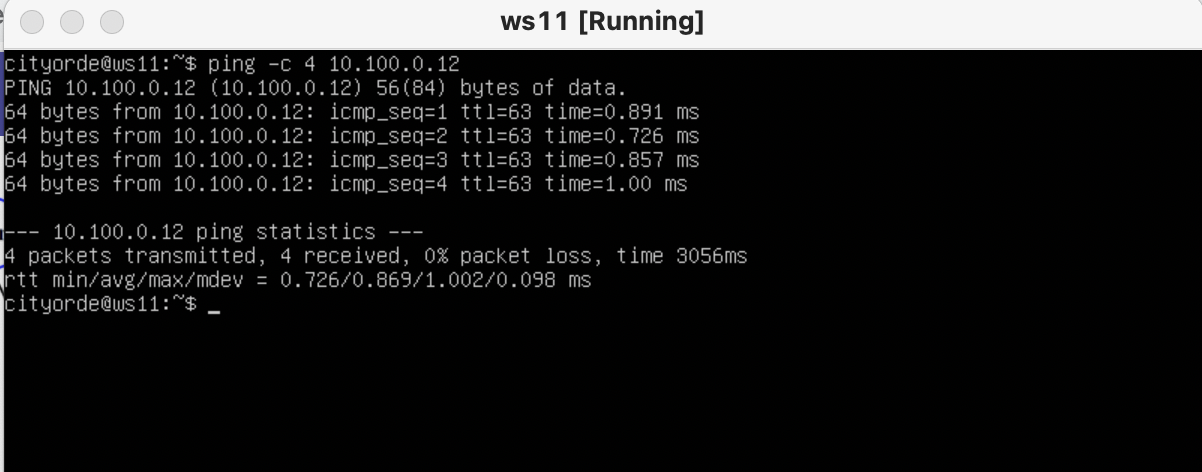 ws11 [Running]
cityorde@ws11:~$ ping -c 4 10.100.0.12
PING 10.100.0.12 (10.100.0.12) 56(84) bytes of data.
64 bytes from 10.100.0.12: icmp_seq=1 ttl=63 time=0.891 ms
64 bytes from 10.100.0.12: icmp_seq=2 ttl=63 time=0.726 ms
64 bytes from 10.100.0.12: icmp_seq=3 ttl=63 time=0.857 ms
64 bytes from 10.100.0.12: icmp_seq=4 ttl=63 time=1.00 ms
--- 10.100.0.12 ping statistics ---
4 packets transmitted, 4 received, 0% packet loss, time 3056ms
rtt min/avg/max/mdev = 0.726/0.869/1.002/0.098 ms
cityorde@ws11:~$ _